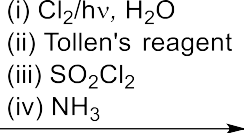 (i) Cl₂/hν, H₂O
(ii) Tollen's reagent
(iii) SO₂Cl₂
(iv) NH₃